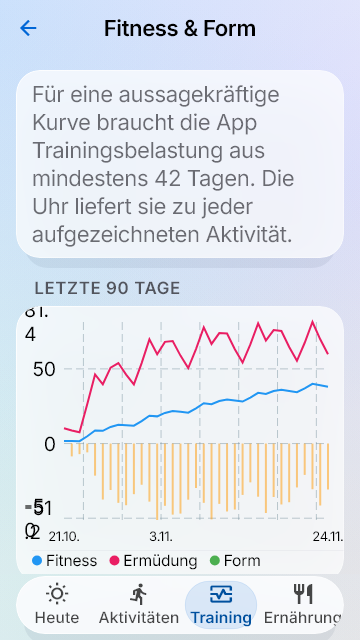 Fitness & Form
Für eine aussagekräftige
Kurve braucht die App
Trainingsbelastung aus
mindestens 42 Tagen. Die
Uhr liefert sie zu jeder
aufgezeichneten Aktivität.
LETZTE 90 TAGE
81.
4
50
0
21.10.
3.11.
24.11.
Fitness
Ermüdung
Form
Heute
Aktivitäten
Training
Ernährung